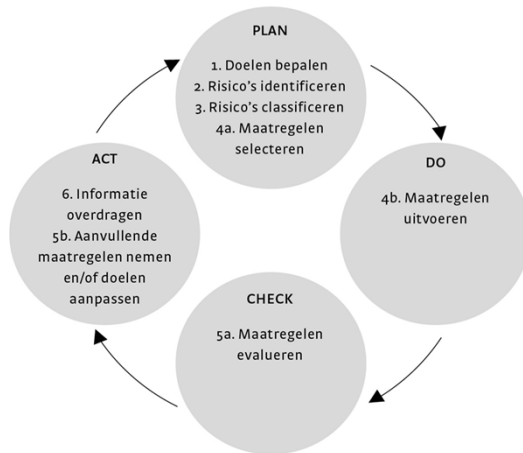 PLAN
1. Doelen bepalen
2. Risico's identificeren
3. Risico's classificeren
4a. Maatregelen
selecteren
DO
4b. Maatregelen
uitvoeren
CHECK
5a. Maatregelen
evalueren
ACT
6. Informatie
overdragen
5b. Aanvullende
maatregelen nemen
en/of doelen
aanpassen